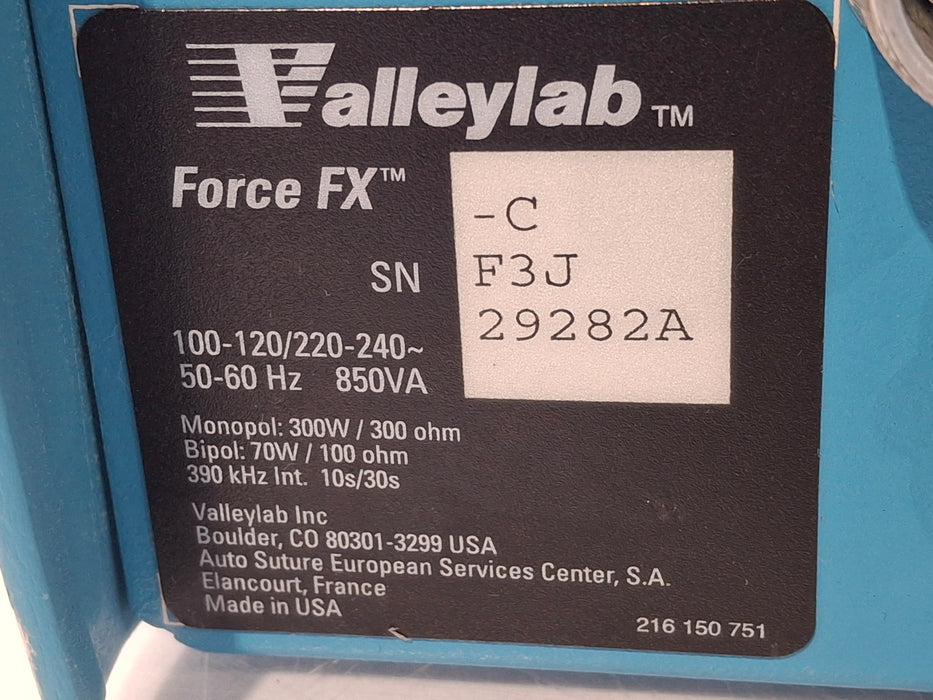 Valleylab™
Force FX™
-C
SN F3J
29282A
100-120/220-240~
50-60 Hz 850VA
Monopol: 300W / 300 ohm
Bipol: 70W / 100 ohm
390 kHz Int. 10s/30s
Valleylab Inc
Boulder, CO 80301-3299 USA
Auto Suture European Services Center, S.A.
Elancourt, France
Made in USA
216 150 751